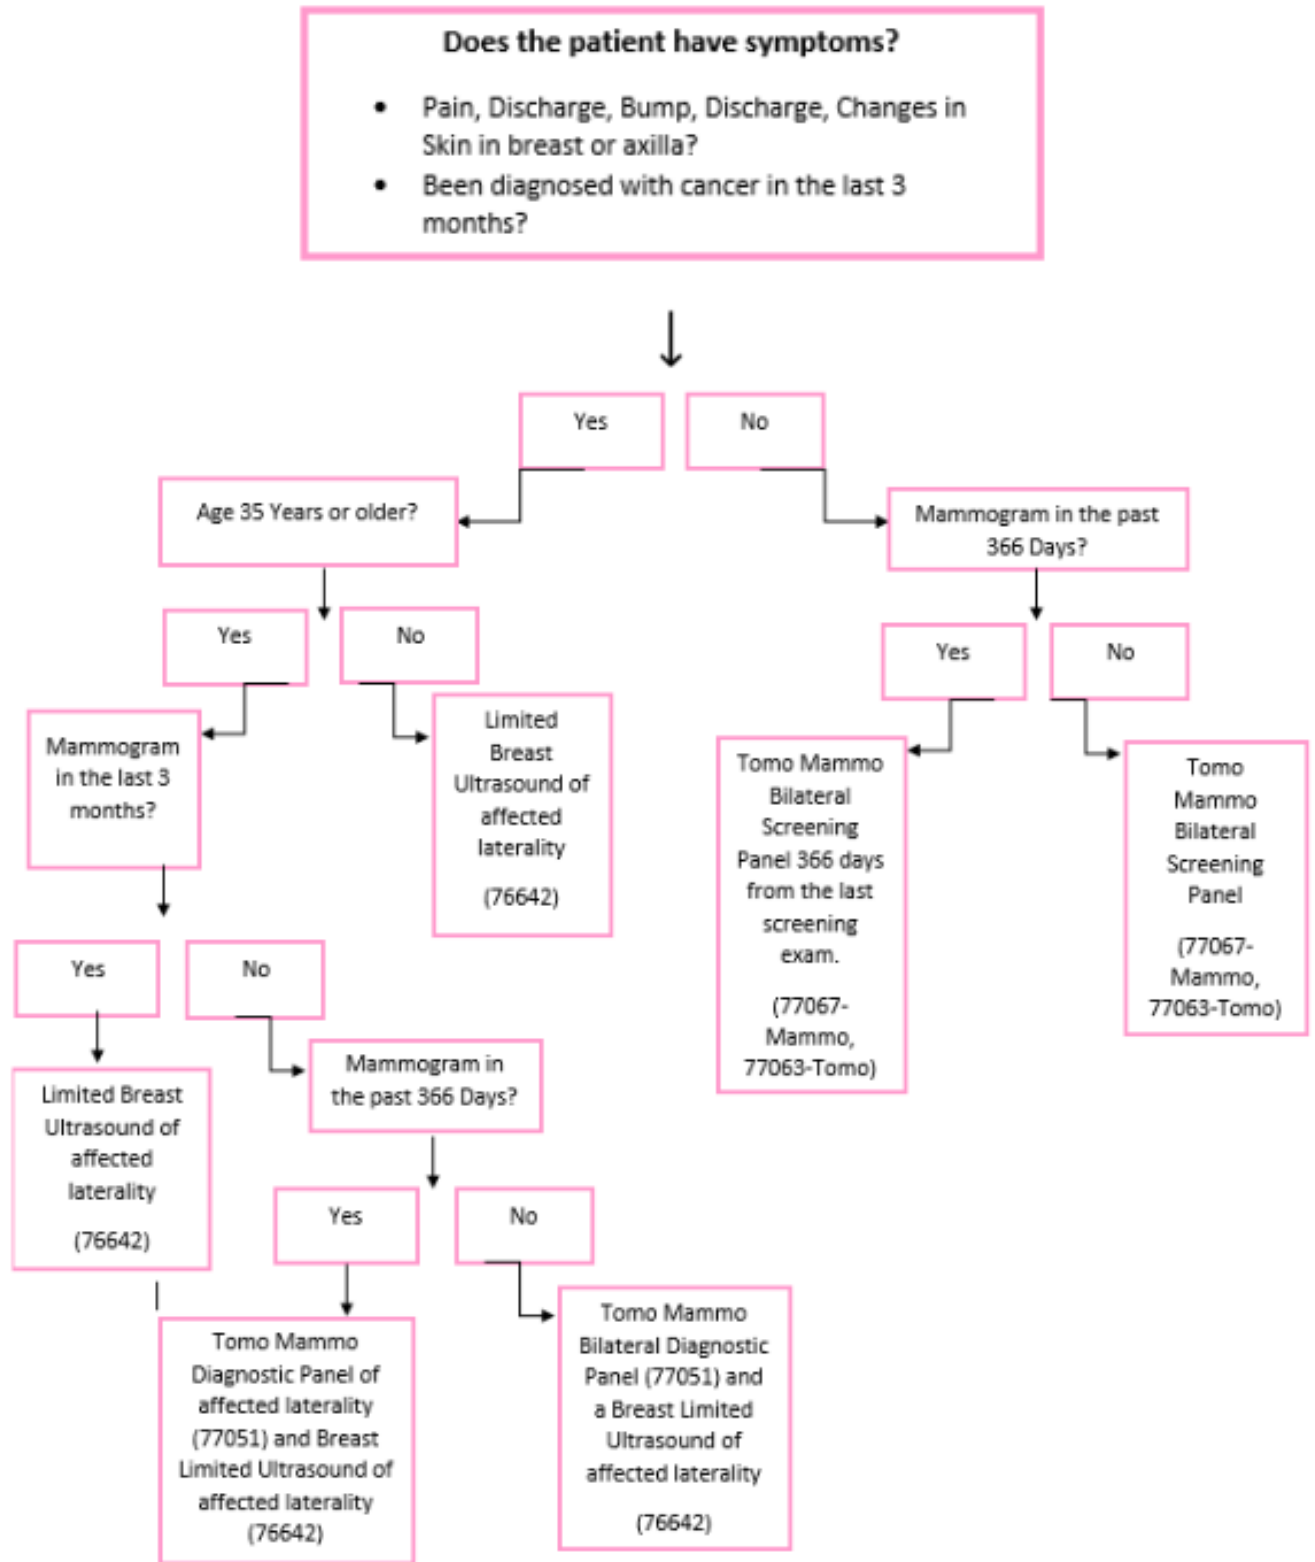 Does the patient have symptoms?
• Pain, Discharge, Bump, Discharge, Changes in
Skin in breast or axilla?
• Been diagnosed with cancer in the last 3
months?
Yes
No
Age 35 Years or older?
Mammogram in the past
366 Days?
Yes
No
Yes
No
Mammogram
in the last 3
months?
Limited
Breast
Ultrasound of
affected
laterality
(76642)
Tomo Mammo
Bilateral
Screening
Panel 366 days
from the last
screening
exam.
(77067-
Mammo,
77063-Tomo)
Tomo
Mammo
Bilateral
Screening
Panel
(77067-
Mammo,
77063-Tomo)
Yes
No
Limited Breast
Ultrasound of
affected
laterality
(76642)
Mammogram in
the past 366 Days?
Yes
No
Tomo Mammo
Diagnostic Panel of
affected laterality
(77051) and Breast
Limited Ultrasound of
affected laterality
(76642)
Tomo Mammo
Bilateral Diagnostic
Panel (77051) and
a Breast Limited
Ultrasound of
affected laterality
(76642)